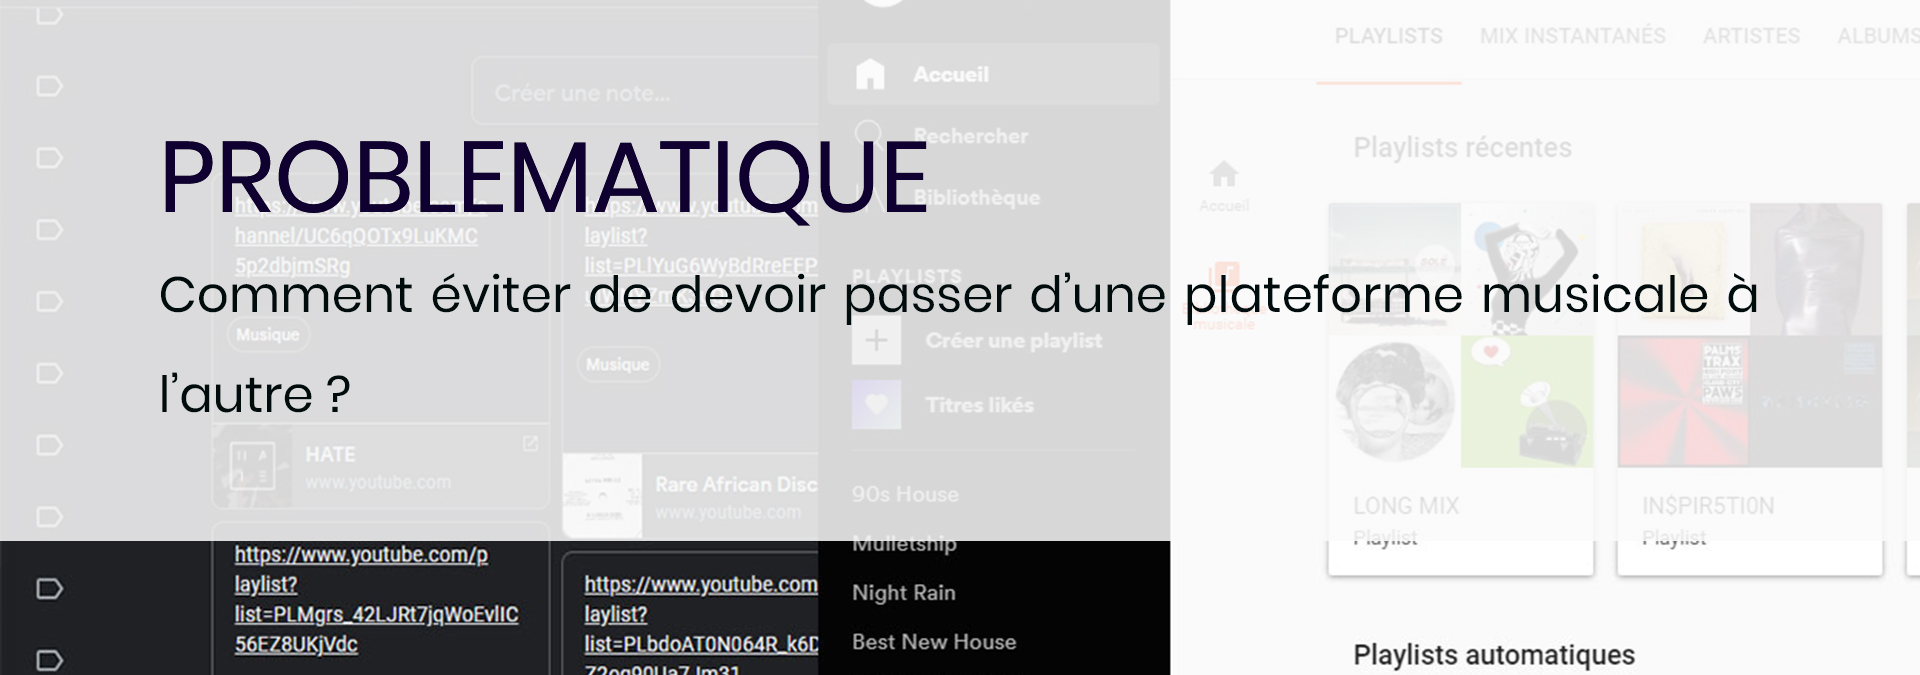 PROBLEMATIQUE
Comment éviter de devoir passer d’une plateforme musicale à
l’autre ?
Créer une note...
hannel/UC6qQOTx9LuKMC
5p2dbjmSRg
Musique
HATE
www.youtube.com
https://www.youtube.com/p
laylist?
list=PLMgrs_42LJRt7jqWoEvlIC
56EZ8UKjVdc
laylist?
list=PLlYuG6WyBdRreEEP
Musique
Rare African Disc
www.youtube.com
https://www.youtube.com
laylist?
list=PLbdoAT0N064R_k6D
Accueil
Rechercher
Bibliothèque
PLAYLISTS
Créer une playlist
Titres likés
90s House
Mulletship
Night Rain
Best New House
PLAYLISTS MIX INSTANTANÉS ARTISTES ALBUMS
Accueil
musicale
Playlists récentes
LONG MIX
Playlist
IN$PIR5TI0N
Playlist
Playlists automatiques